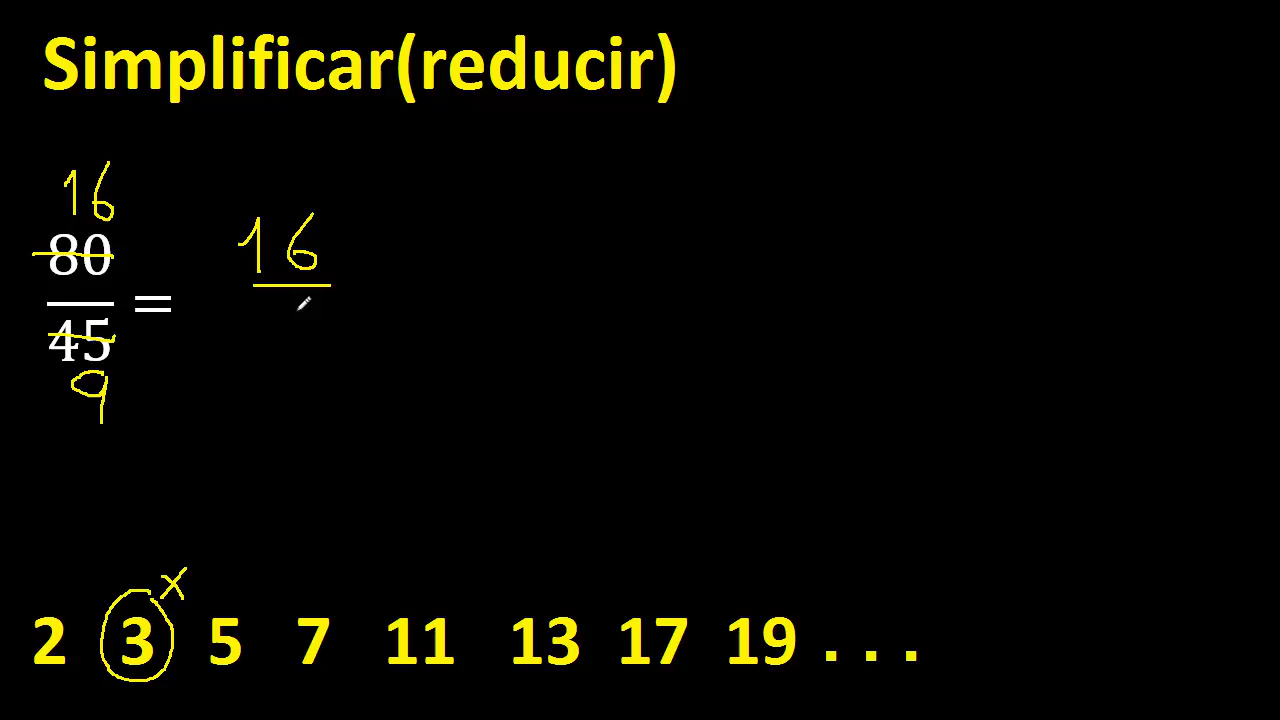 Simplificar(reducir)
16
80
16
=
45
9
x
2 3 5 7 11 13 17 19 . . .